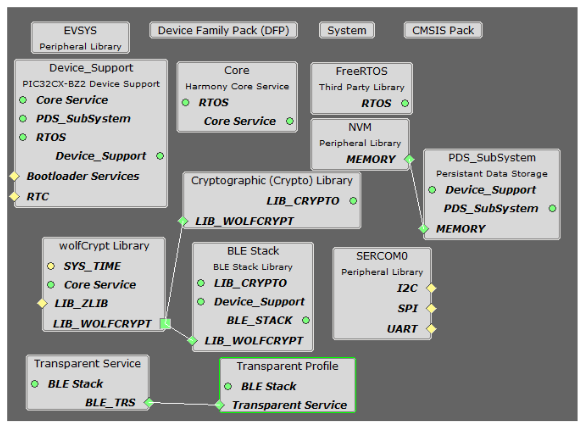 EVSYS
Peripheral Library
Device Family Pack (DFP)
System
CMSIS Pack
Device_Support
PIC32CX-BZ2 Device Support
Core Service
PDS_SubSystem
RTOS
Device_Support
Bootloader Services
RTC
Core
Harmony Core Service
RTOS
Core Service
FreeRTOS
Third Party Library
RTOS
NVM
Peripheral Library
MEMORY
PDS_SubSystem
Persistant Data Storage
Device_Support
PDS_SubSystem
MEMORY
Cryptographic (Crypto) Library
LIB_CRYPTO
LIB_WOLFCRYPT
wolfCrypt Library
SYS_TIME
Core Service
LIB_ZLIB
LIB_WOLFCRYPT
BLE Stack
BLE Stack Library
LIB_CRYPTO
Device_Support
BLE_STACK
LIB_WOLFCRYPT
SERCOM0
Peripheral Library
I2C
SPI
UART
Transparent Service
BLE Stack
BLE_TRS
Transparent Profile
BLE Stack
Transparent Service